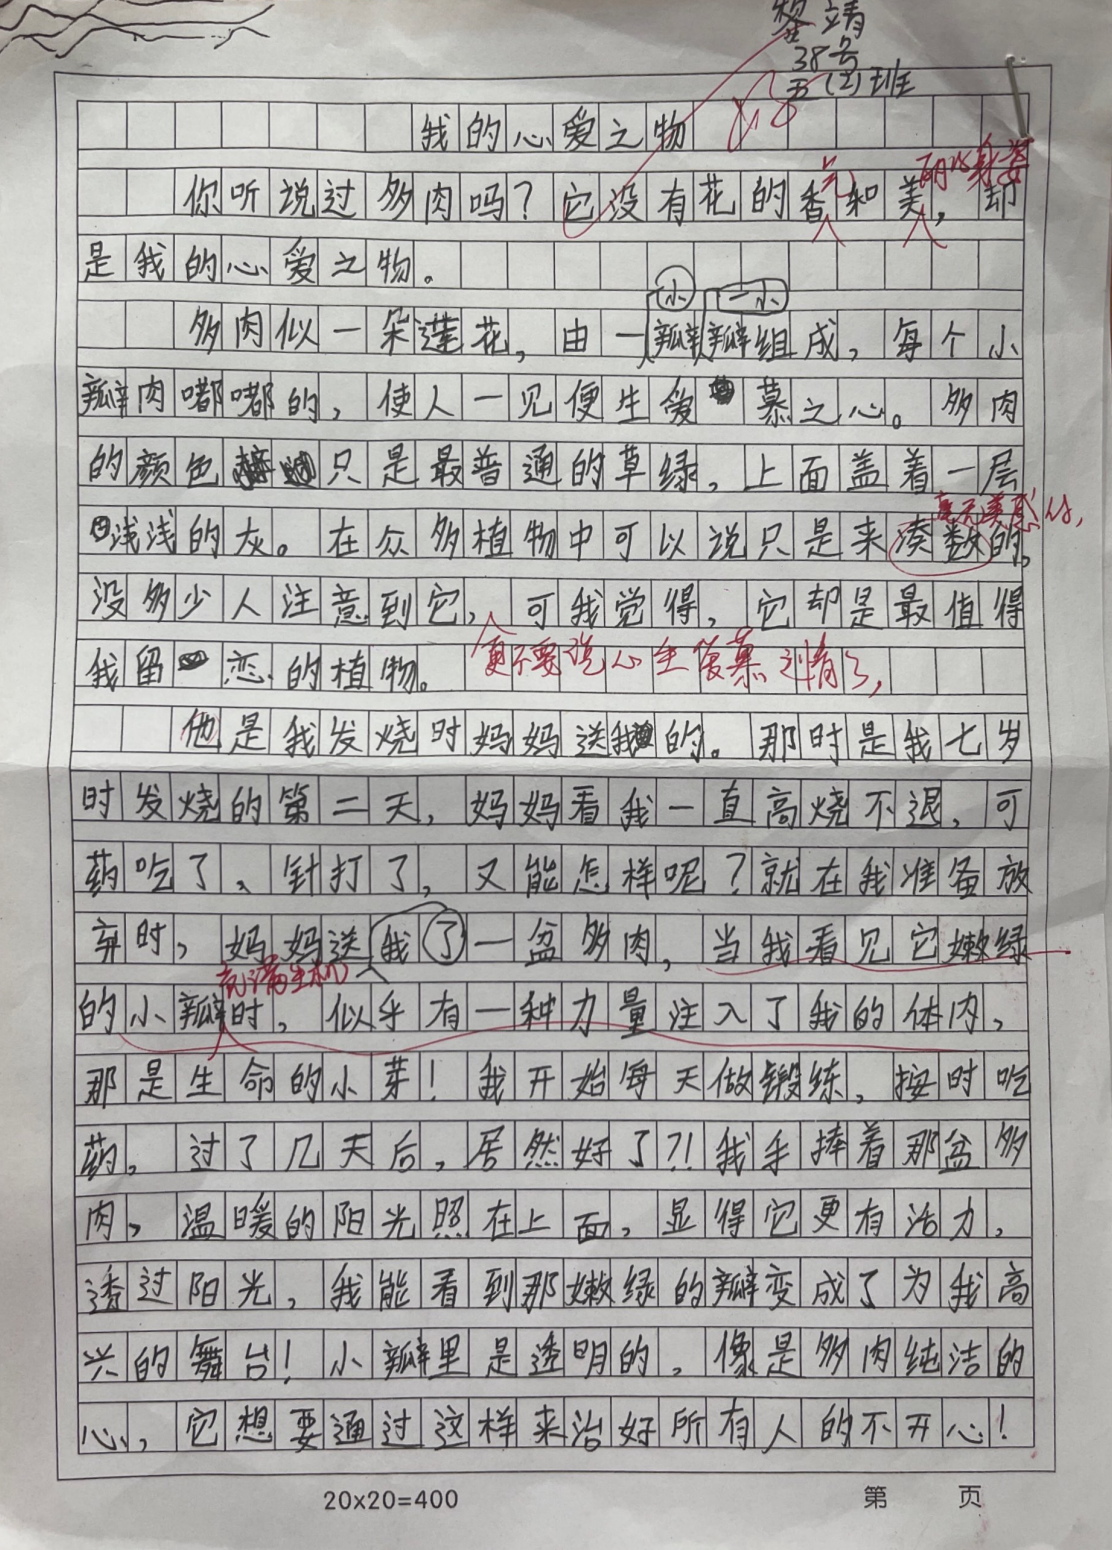 黎靖
38号
五(2)班
我的心爱之物
你听说过多肉吗？它没有花的香和美，却
是我的心爱之物。
小 一小
多肉似一朵莲花，由一瓣瓣组成，每个小
瓣肉嘟嘟的，使人一见便生爱慕之心。多肉
的颜色只是最普通的草绿，上面盖着一层
浅浅的灰。在众多植物中可以说只是来凑数的，
没多少人注意到它，可我觉得，它却是最值得
更不要说心生爱慕之情了，
我留恋的植物。
他是我发烧时妈妈送我的。那时是我七岁
时发烧的第二天，妈妈看我一直高烧不退，可
药吃了、针打了，又能怎样呢？就在我准备放
弃时，妈妈送我了一盆多肉，当我看见它嫩绿
充满生机
的小瓣时，似乎有一种力量注入了我的体内，
那是生命的小芽！我开始每天做锻练，按时吃
药，过了几天后，居然好了？！我手捧着那盆多
肉，温暖的阳光照在上面，显得它更有活力，
透过阳光，我能看到那嫩绿的瓣变成了为我高
兴的舞台！小瓣里是透明的，像是多肉纯洁的
心，它想要通过这样来治好所有人的不开心！
20×20=400
第 页